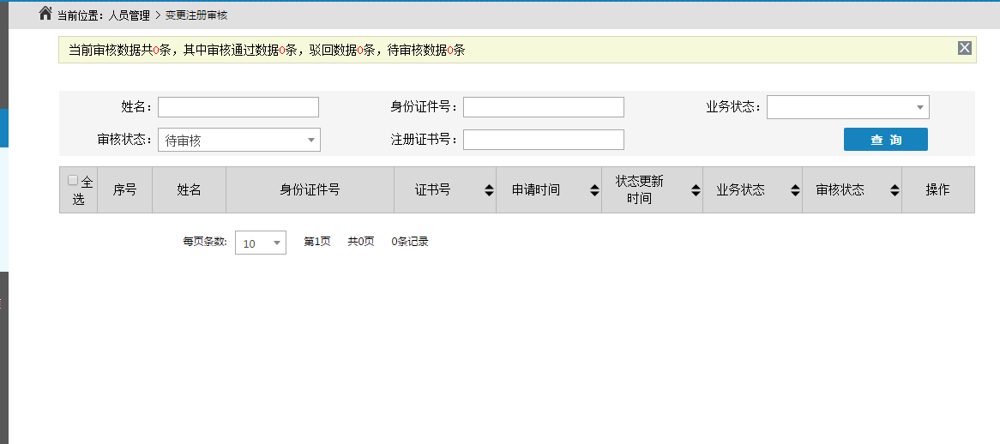 当前位置：人员管理 > 变更注册审核
当前审核数据共0条，其中审核通过数据0条，驳回数据0条，待审核数据0条
姓名： 身份证件号： 业务状态：
审核状态： 待审核 注册证书号： 查 询
全选 序号 姓名 身份证件号 证书号 申请时间 状态更新时间 业务状态 审核状态 操作
每页条数: 10 第1页 共0页 0条记录